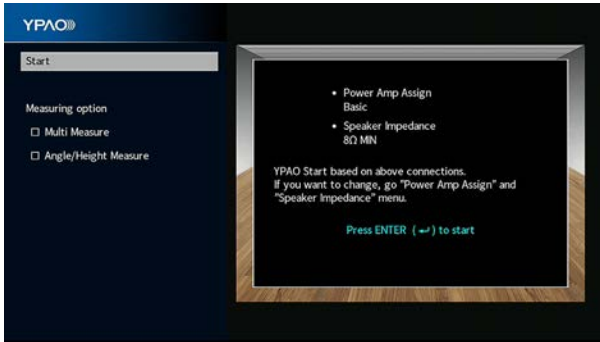 YPAO
Start
Measuring option
Multi Measure
Angle/Height Measure
• Power Amp Assign
Basic
• Speaker Impedance
8Ω MIN
YPAO Start based on above connections.
If you want to change, go "Power Amp Assign" and
"Speaker Impedance" menu.
Press ENTER (↵) to start